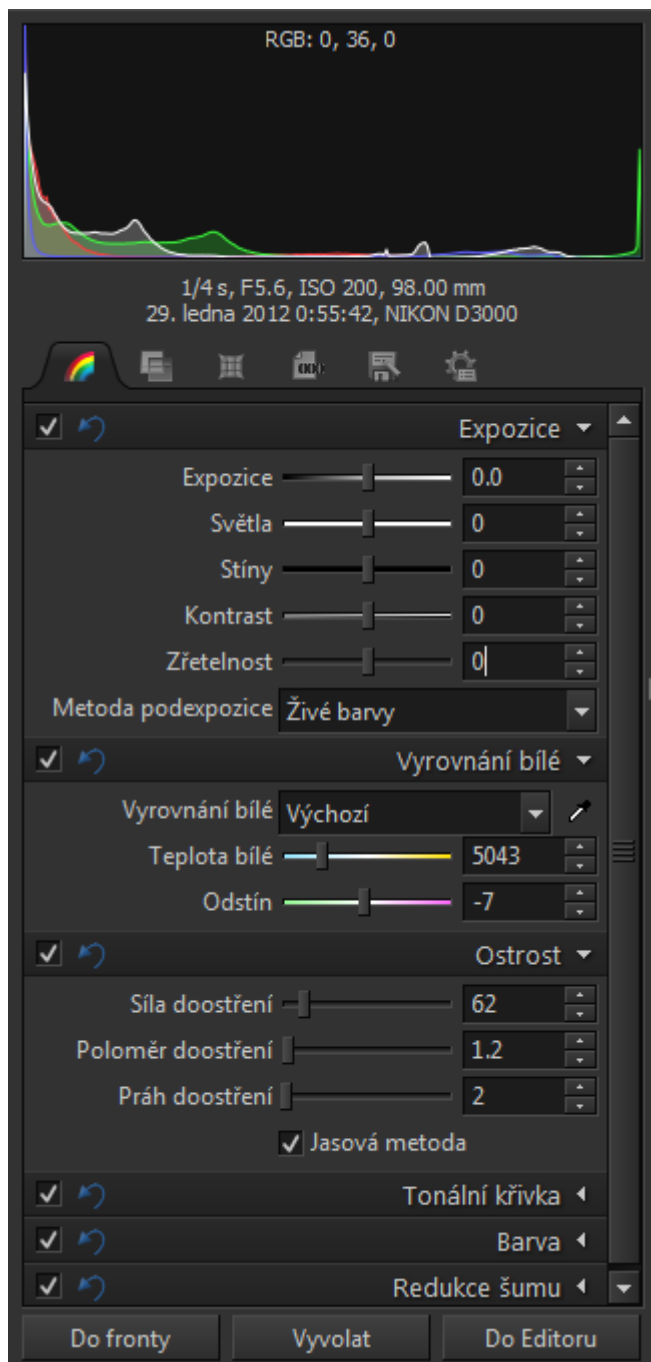 RGB: 0, 36, 0
1/4 s, F5.6, ISO 200, 98.00 mm
29. ledna 2012 0:55:42, NIKON D3000
Expozice
Expozice 0.0
Světla 0
Stíny 0
Kontrast 0
Zřetelnost 0
Metoda podexpozice Živé barvy
Vyrovnání bílé
Vyrovnání bílé Výchozí
Teplota bílé 5043
Odstín -7
Ostrost
Síla doostření 62
Poloměr doostření 1.2
Práh doostření 2
Jasová metoda
Tonální křivka
Barva
Redukce šumu
Do fronty Vyvolat Do Editoru